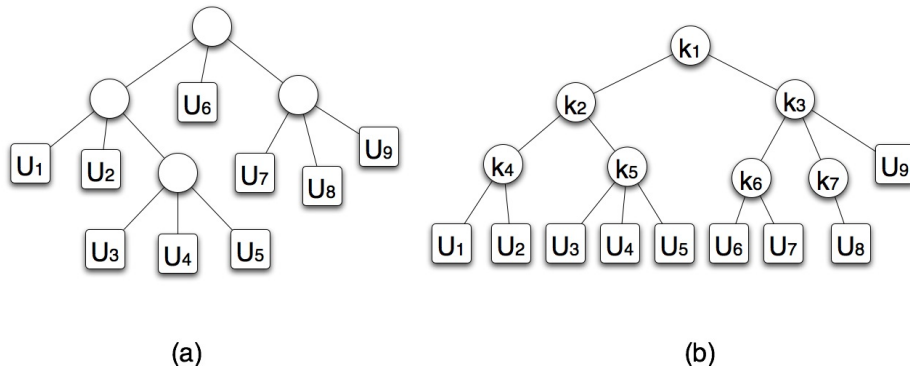 k1
k2 k3
U6
U9
U1 U2 U7 U8
k4 k5 k6 k7 U9
U3 U4 U5
U1 U2 U3 U4 U5 U6 U7 U8
(a) (b)